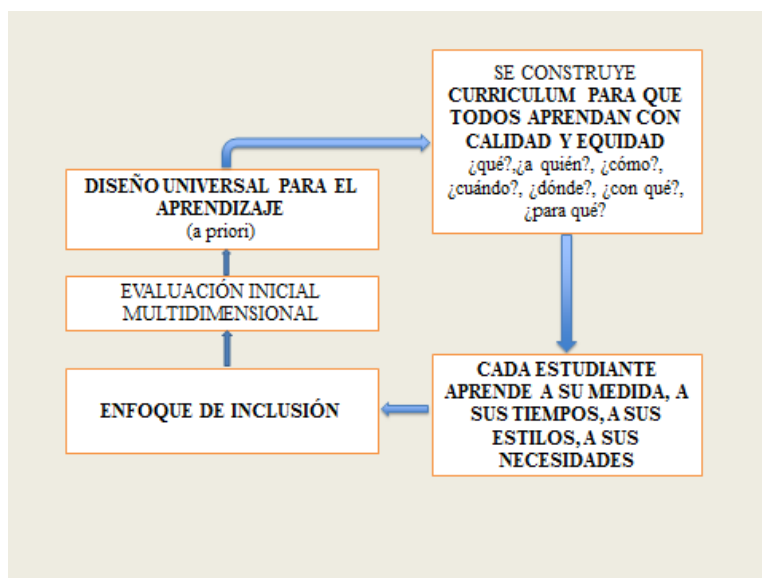 SE CONSTRUYE
CURRICULUM PARA QUE
TODOS APRENDAN CON
CALIDAD Y EQUIDAD
¿qué?,¿a quién?, ¿cómo?,
¿cuándo?, ¿dónde?, ¿con qué?,
¿para qué?
DISEÑO UNIVERSAL PARA EL
APRENDIZAJE
(a priori)
EVALUACIÓN INICIAL
MULTIDIMENSIONAL
ENFOQUE DE INCLUSIÓN
CADA ESTUDIANTE
APRENDE A SU MEDIDA, A
SUS TIEMPOS, A SUS
ESTILOS, A SUS
NECESIDADES